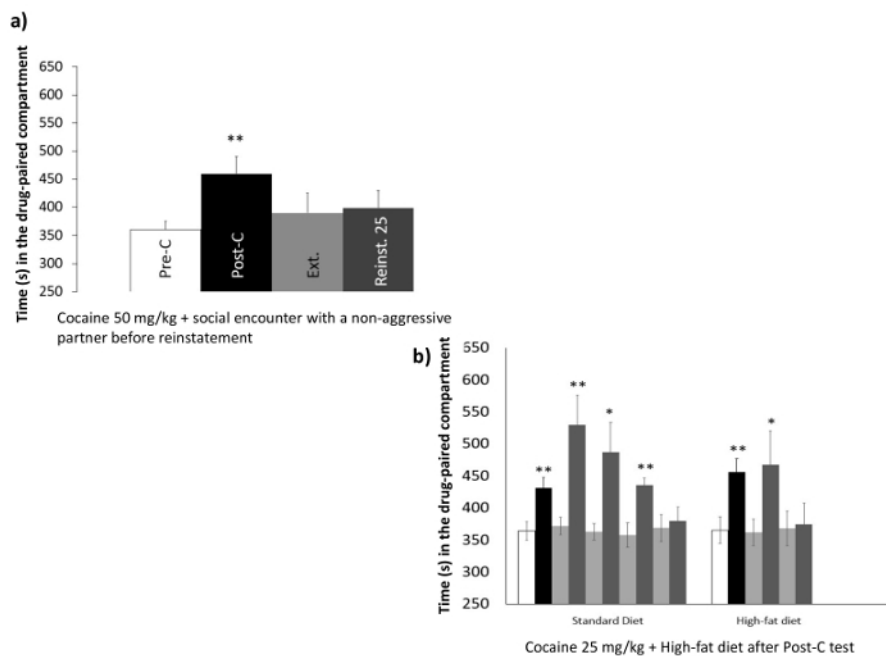 a)
Time (s) in the drug-paired compartment
650
600
550
500
450
400
350
300
250
**
Pre-C
Post-C
Ext.
Reinst. 25
Cocaine 50 mg/kg + social encounter with a non-aggressive
partner before reinstatement
b)
Time (s) in the drug-paired compartment
650
600
550
500
450
400
350
300
250
**
**
*
**
**
*
Standard Diet
High-fat diet
Cocaine 25 mg/kg + High-fat diet after Post-C test